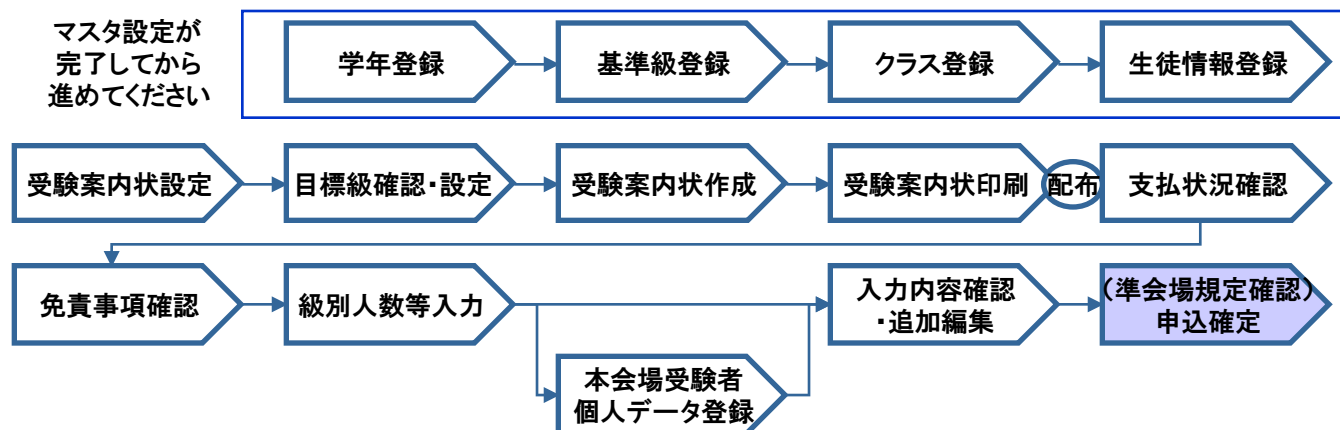 マスタ設定が
完了してから
進めてください
学年登録
基準級登録
クラス登録
生徒情報登録
受験案内状設定
目標級確認・設定
受験案内状作成
受験案内状印刷
配布
支払状況確認
免責事項確認
級別人数等入力
入力内容確認
・追加編集
(準会場規定確認)
申込確定
本会場受験者
個人データ登録